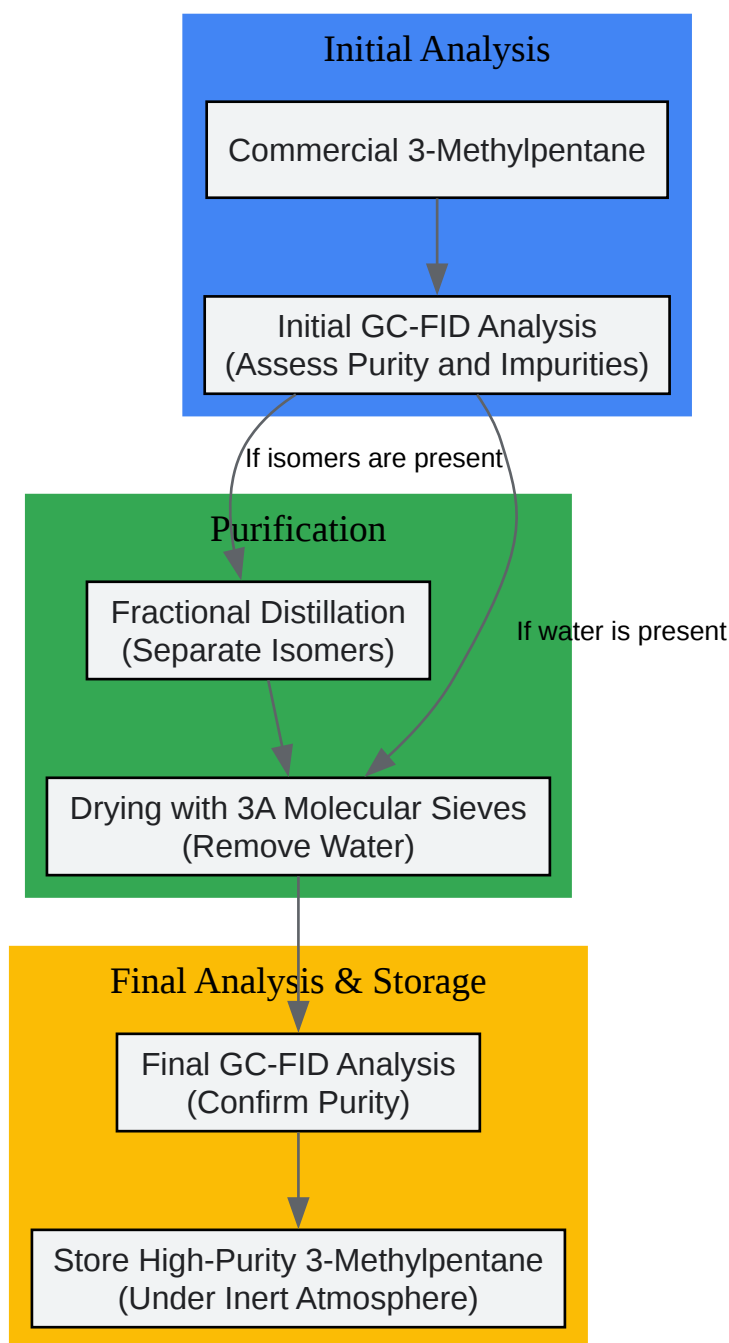 Initial Analysis
Commercial 3-Methylpentane
Initial GC-FID Analysis
(Assess Purity and Impurities)
If isomers are present
Purification
Fractional Distillation
(Separate Isomers)
If water is present
Drying with 3A Molecular Sieves
(Remove Water)
Final Analysis & Storage
Final GC-FID Analysis
(Confirm Purity)
Store High-Purity 3-Methylpentane
(Under Inert Atmosphere)